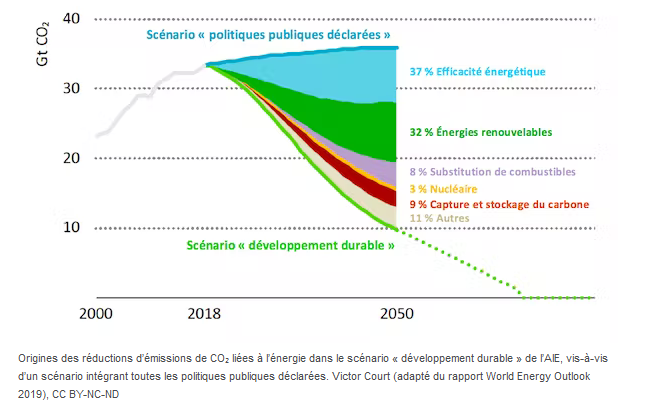 40
Gt CO₂
Scénario « politiques publiques déclarées »
37 % Efficacité énergétique
30
32 % Énergies renouvelables
20
8 % Substitution de combustibles
3 % Nucléaire
9 % Capture et stockage du carbone
11 % Autres
10
Scénario « développement durable »
2000
2018
2050
Origines des réductions d'émissions de CO₂ liées à l'énergie dans le scénario « développement durable » de l'AIE, vis-à-vis
d'un scénario intégrant toutes les politiques publiques déclarées. Victor Court (adapté du rapport World Energy Outlook
2019), CC BY-NC-ND